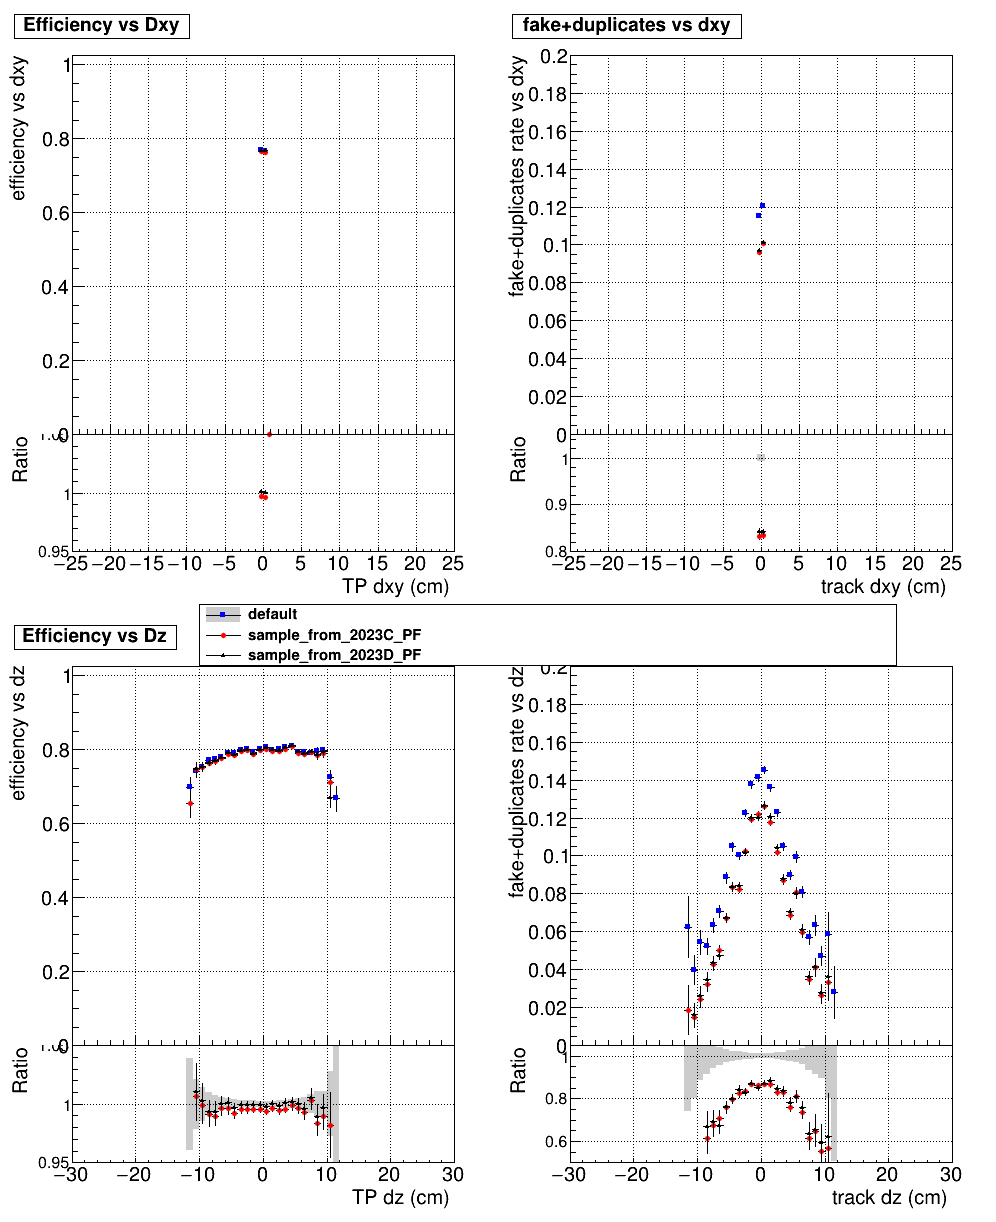 Efficiency vs Dxy
fake+duplicates vs dxy
efficiency vs dxy
1
0.8
0.6
0.4
0.2
0
Ratio
1
0.95
−25 −20 −15 −10 −5 0 5 10 15 20 25
TP dxy (cm)
fake+duplicates rate vs dxy
0.2
0.18
0.16
0.14
0.12
0.1
0.08
0.06
0.04
0.02
0
Ratio
1
0.9
0.8
−25 −20 −15 −10 −5 0 5 10 15 20 25
track dxy (cm)
default
sample_from_2023C_PF
sample_from_2023D_PF
Efficiency vs Dz
efficiency vs dz
1
0.8
0.6
0.4
0.2
0
Ratio
1
0.95
−30 −20 −10 0 10 20 30
TP dz (cm)
fake+duplicates rate vs dz
0.2
0.18
0.16
0.14
0.12
0.1
0.08
0.06
0.04
0.02
0
Ratio
1
0.8
0.6
−30 −20 −10 0 10 20 30
track dz (cm)